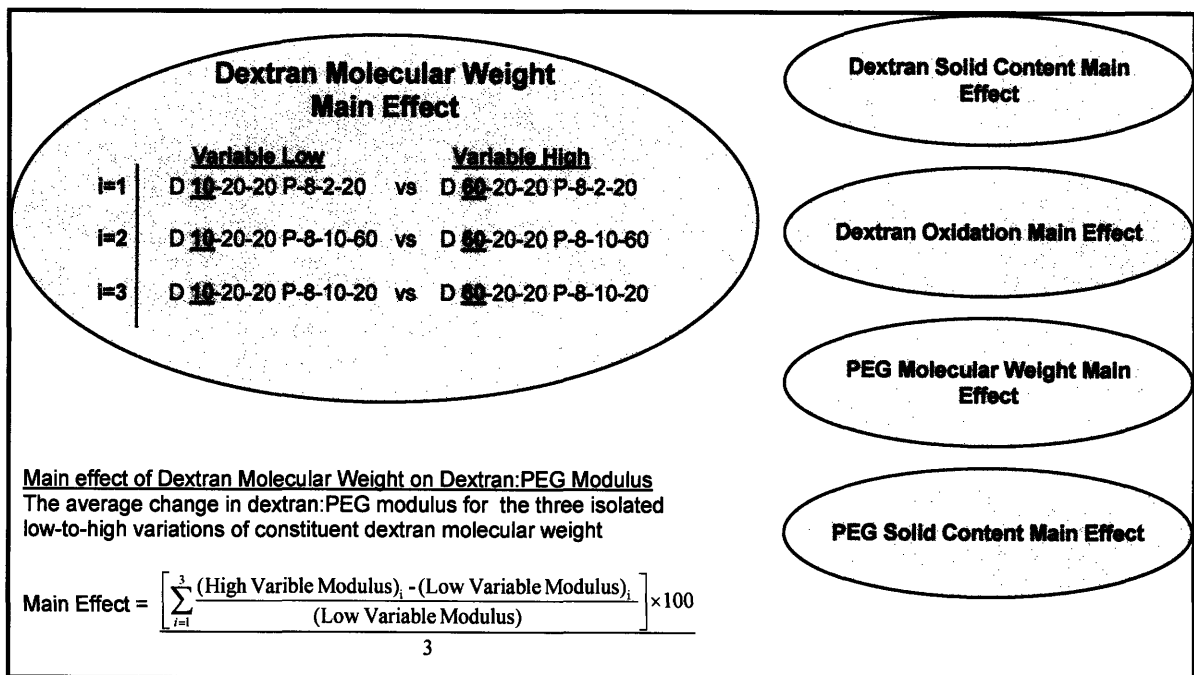 Dextran Molecular Weight
Main Effect
Variable Low Variable High
i=1 D 10-20-20 P-8-2-20 vs D 60-20-20 P-8-2-20
i=2 D 10-20-20 P-8-10-60 vs D 60-20-20 P-8-10-60
i=3 D 10-20-20 P-8-10-20 vs D 60-20-20 P-8-10-20
Main effect of Dextran Molecular Weight on Dextran:PEG Modulus
The average change in dextran:PEG modulus for the three isolated
low-to-high variations of constituent dextran molecular weight
Main Effect = [ 3 ∑ i=1 (High Varible Modulus)i - (Low Variable Modulus)i / (Low Variable Modulus) ] ×100
3
Dextran Solid Content Main
Effect
Dextran Oxidation Main Effect
PEG Molecular Weight Main
Effect
PEG Solid Content Main Effect